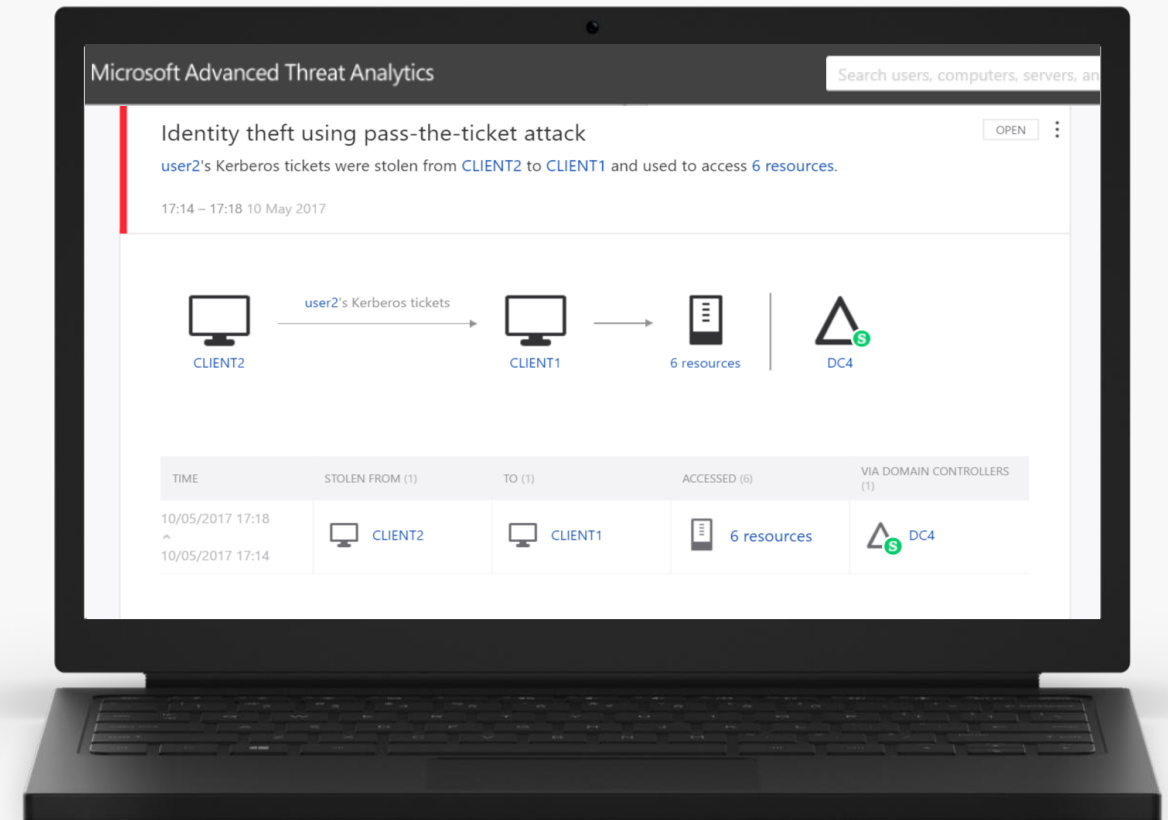 Microsoft Advanced Threat Analytics
Search users, computers, servers, an
Identity theft using pass-the-ticket attack
OPEN
user2's Kerberos tickets were stolen from CLIENT2 to CLIENT1 and used to access 6 resources.
17:14 – 17:18 10 May 2017
user2's Kerberos tickets
CLIENT2
CLIENT1
6 resources
S
DC4
TIME
STOLEN FROM (1)
TO (1)
ACCESSED (6)
VIA DOMAIN CONTROLLERS
(1)
10/05/2017 17:18
10/05/2017 17:14
CLIENT2
CLIENT1
6 resources
S
DC4